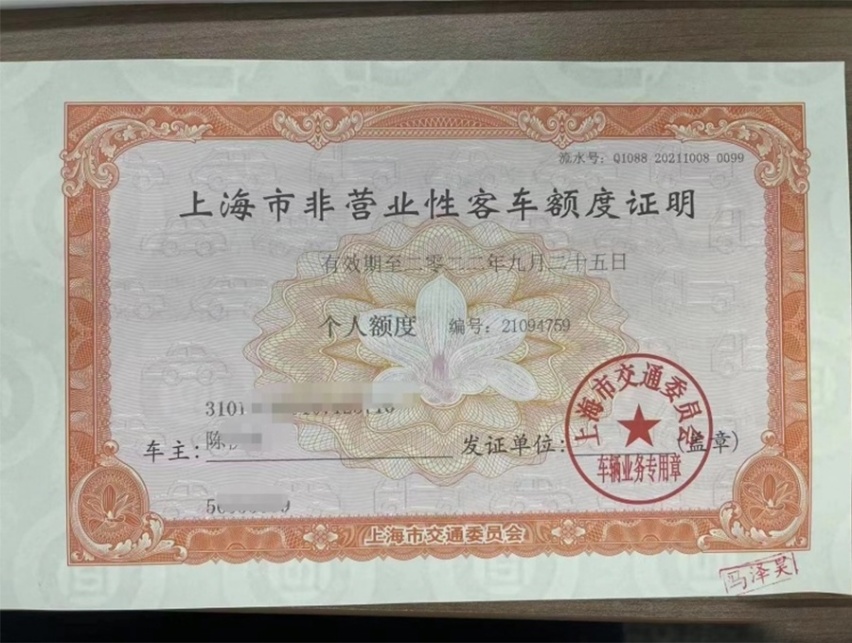 流水号：Q1088 20211008 0099
上海市非营业性客车额度证明
有效期至二零二二年九月二十五日
个人额度 编号：21094759
3101
车主：陈 发证单位： (盖章)
上海市交通委员会
车辆业务专用章
上海市交通委员会
马泽昊